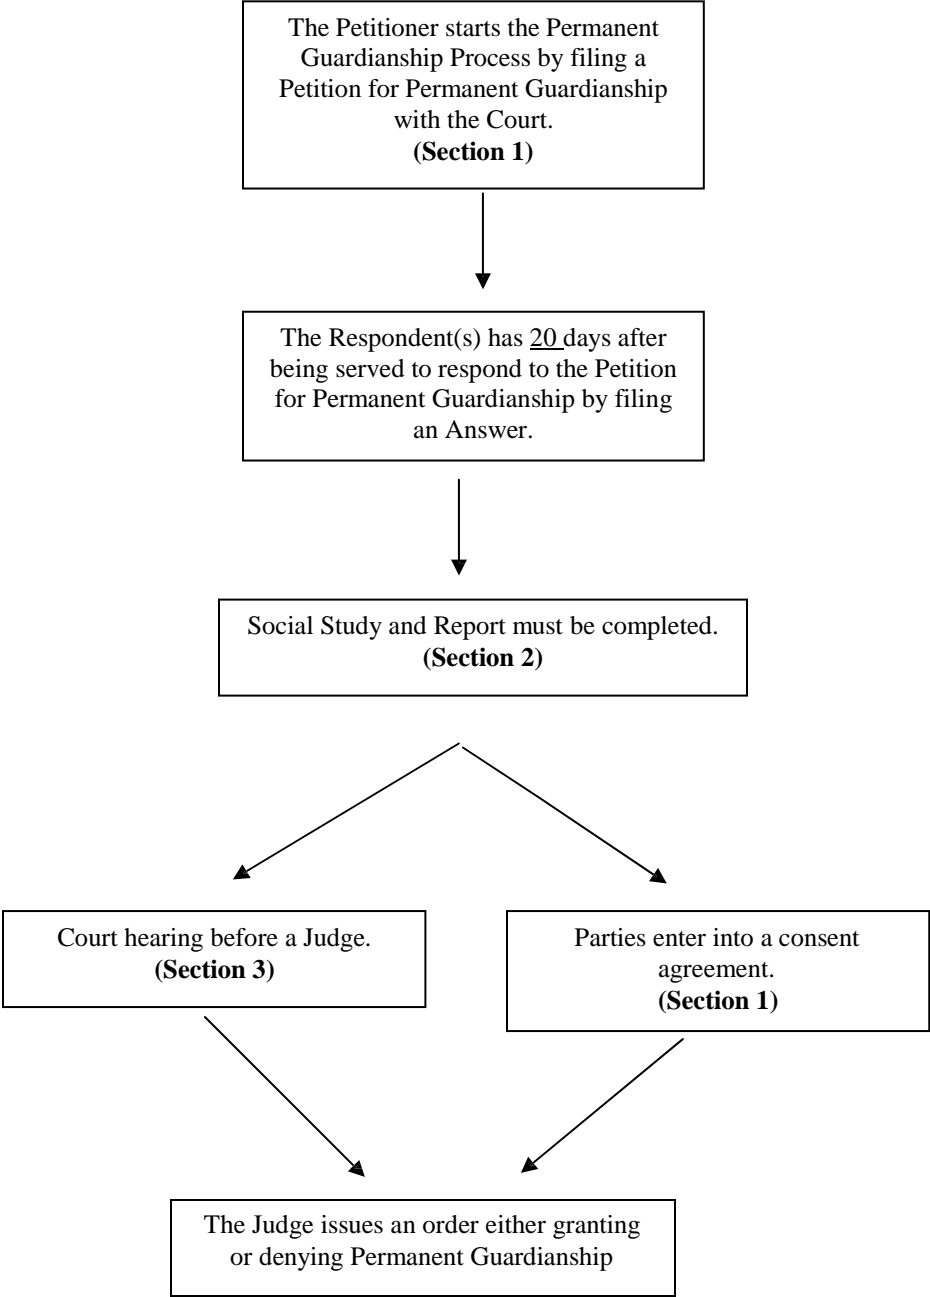 The Petitioner starts the Permanent
Guardianship Process by filing a
Petition for Permanent Guardianship
with the Court.
(Section 1)
The Respondent(s) has 20 days after
being served to respond to the Petition
for Permanent Guardianship by filing
an Answer.
Social Study and Report must be completed.
(Section 2)
Court hearing before a Judge.
(Section 3)
Parties enter into a consent
agreement.
(Section 1)
The Judge issues an order either granting
or denying Permanent Guardianship